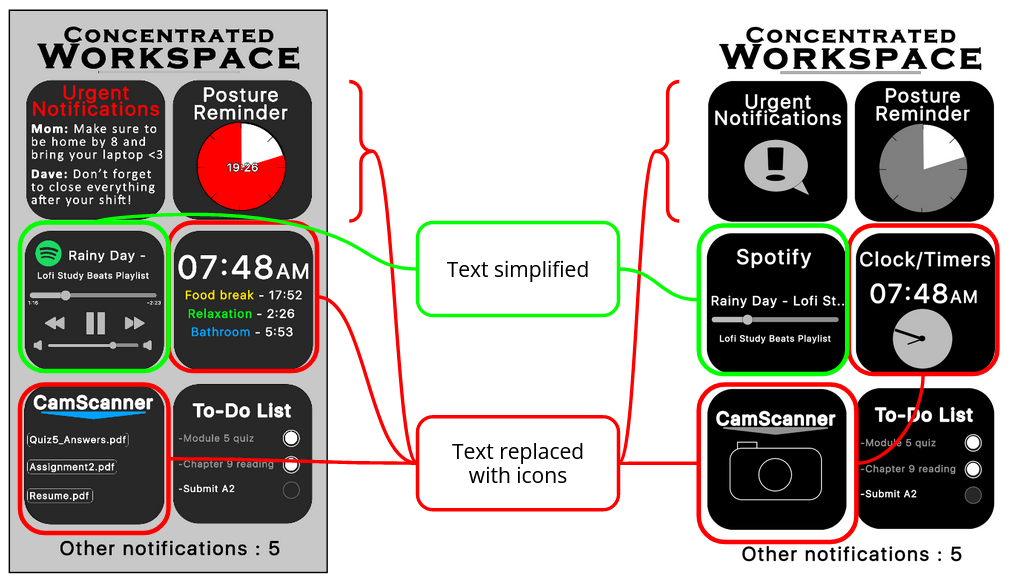 CONCENTRATED
WORKSPACE
Urgent
Notifications
Mom: Make sure to
be home by 8 and
bring your laptop <3
Dave: Don't forget
to close everything
after your shift!
Posture
Reminder
19:26
Rainy Day -
Lofi Study Beats Playlist
1:16 -2:23
07:48AM
Food break - 17:52
Relaxation - 2:26
Bathroom - 5:53
CamScanner
Quiz5_Answers.pdf
Assignment2.pdf
Resume.pdf
To-Do List
-Module 5 quiz
-Chapter 9 reading
-Submit A2
Other notifications : 5
Text simplified
Text replaced
with icons
CONCENTRATED
WORKSPACE
Urgent
Notifications
!
Posture
Reminder
Spotify
Rainy Day - Lofi St..
Lofi Study Beats Playlist
Clock/Timers
07:48AM
CamScanner
To-Do List
-Module 5 quiz
-Chapter 9 reading
-Submit A2
Other notifications : 5